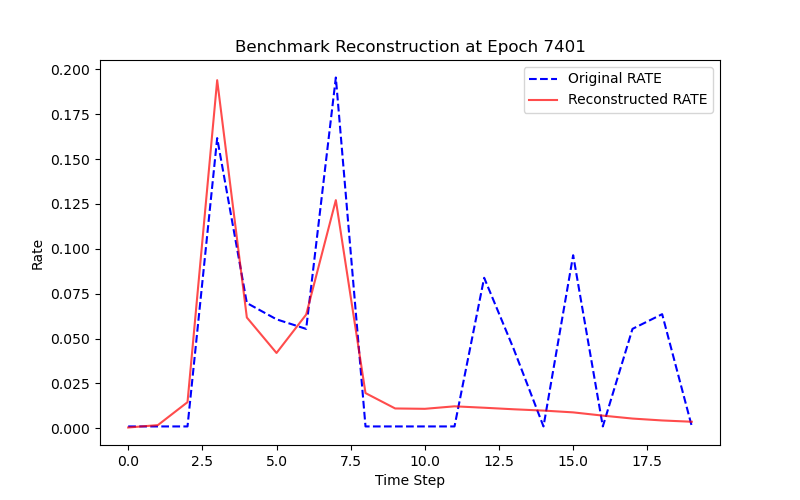 Benchmark Reconstruction at Epoch 7401
Original RATE
Reconstructed RATE
0.200
0.175
0.150
0.125
0.100
0.075
0.050
0.025
0.000
Rate
0.0 2.5 5.0 7.5 10.0 12.5 15.0 17.5
Time Step